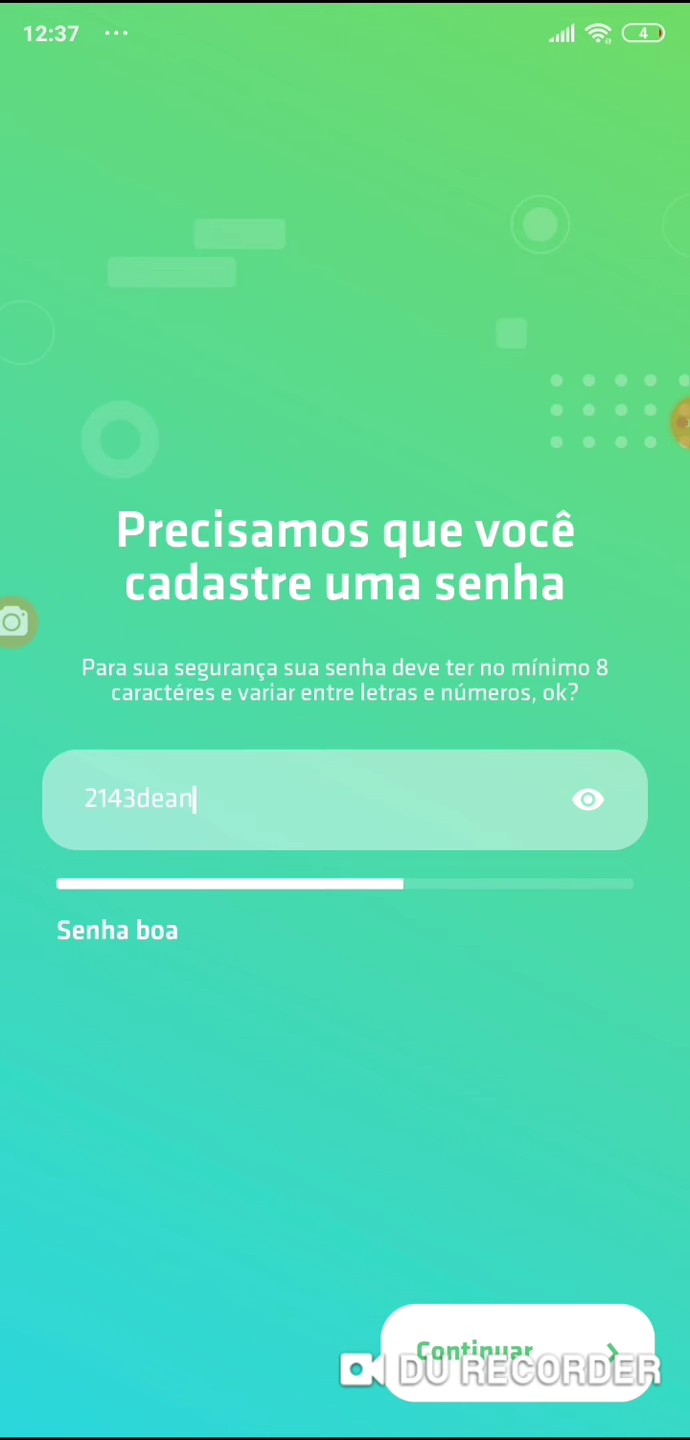 12:37 ... 4
Precisamos que você
cadastre uma senha
Para sua segurança sua senha deve ter no mínimo 8
caractéres e variar entre letras e números, ok?
2143dean
Senha boa
Continuar
DU RECORDER